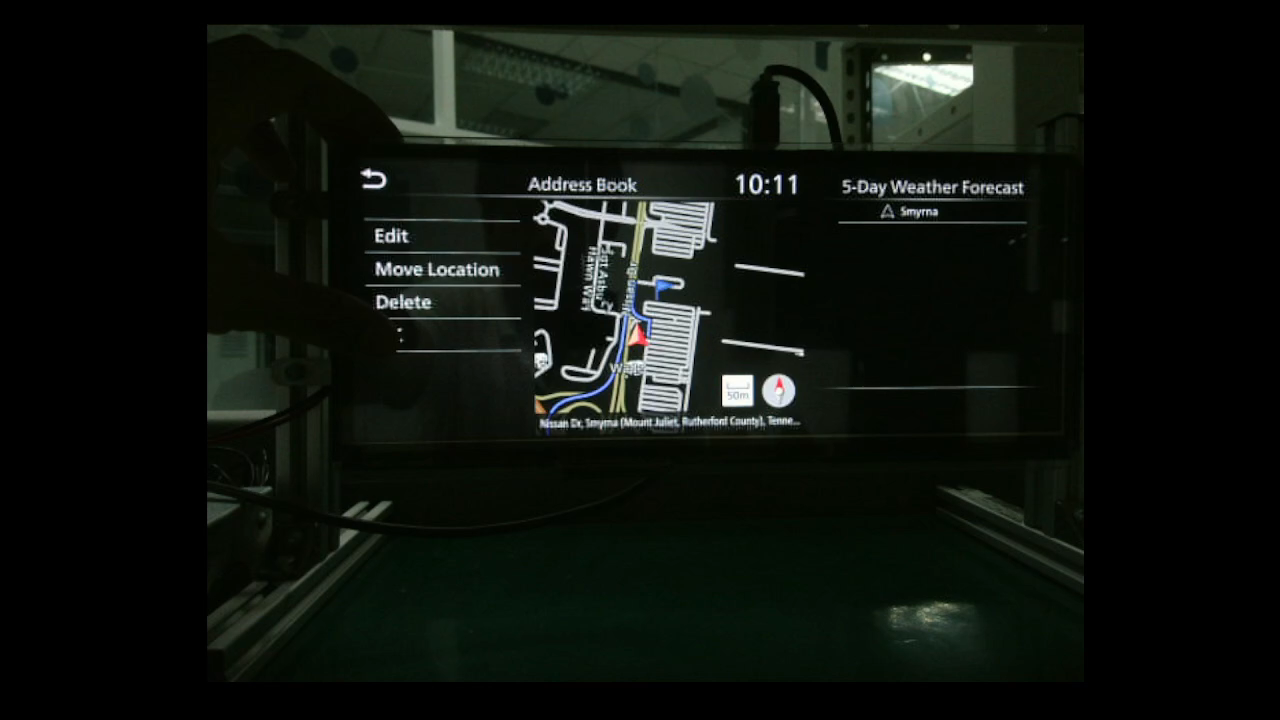 Address Book
10:11
5-Day Weather Forecast
Smyrna
Edit
Move Location
Delete
50m
Nissan Dr, Smyrna (Mount Juliet, Rutherford County), Tenne...